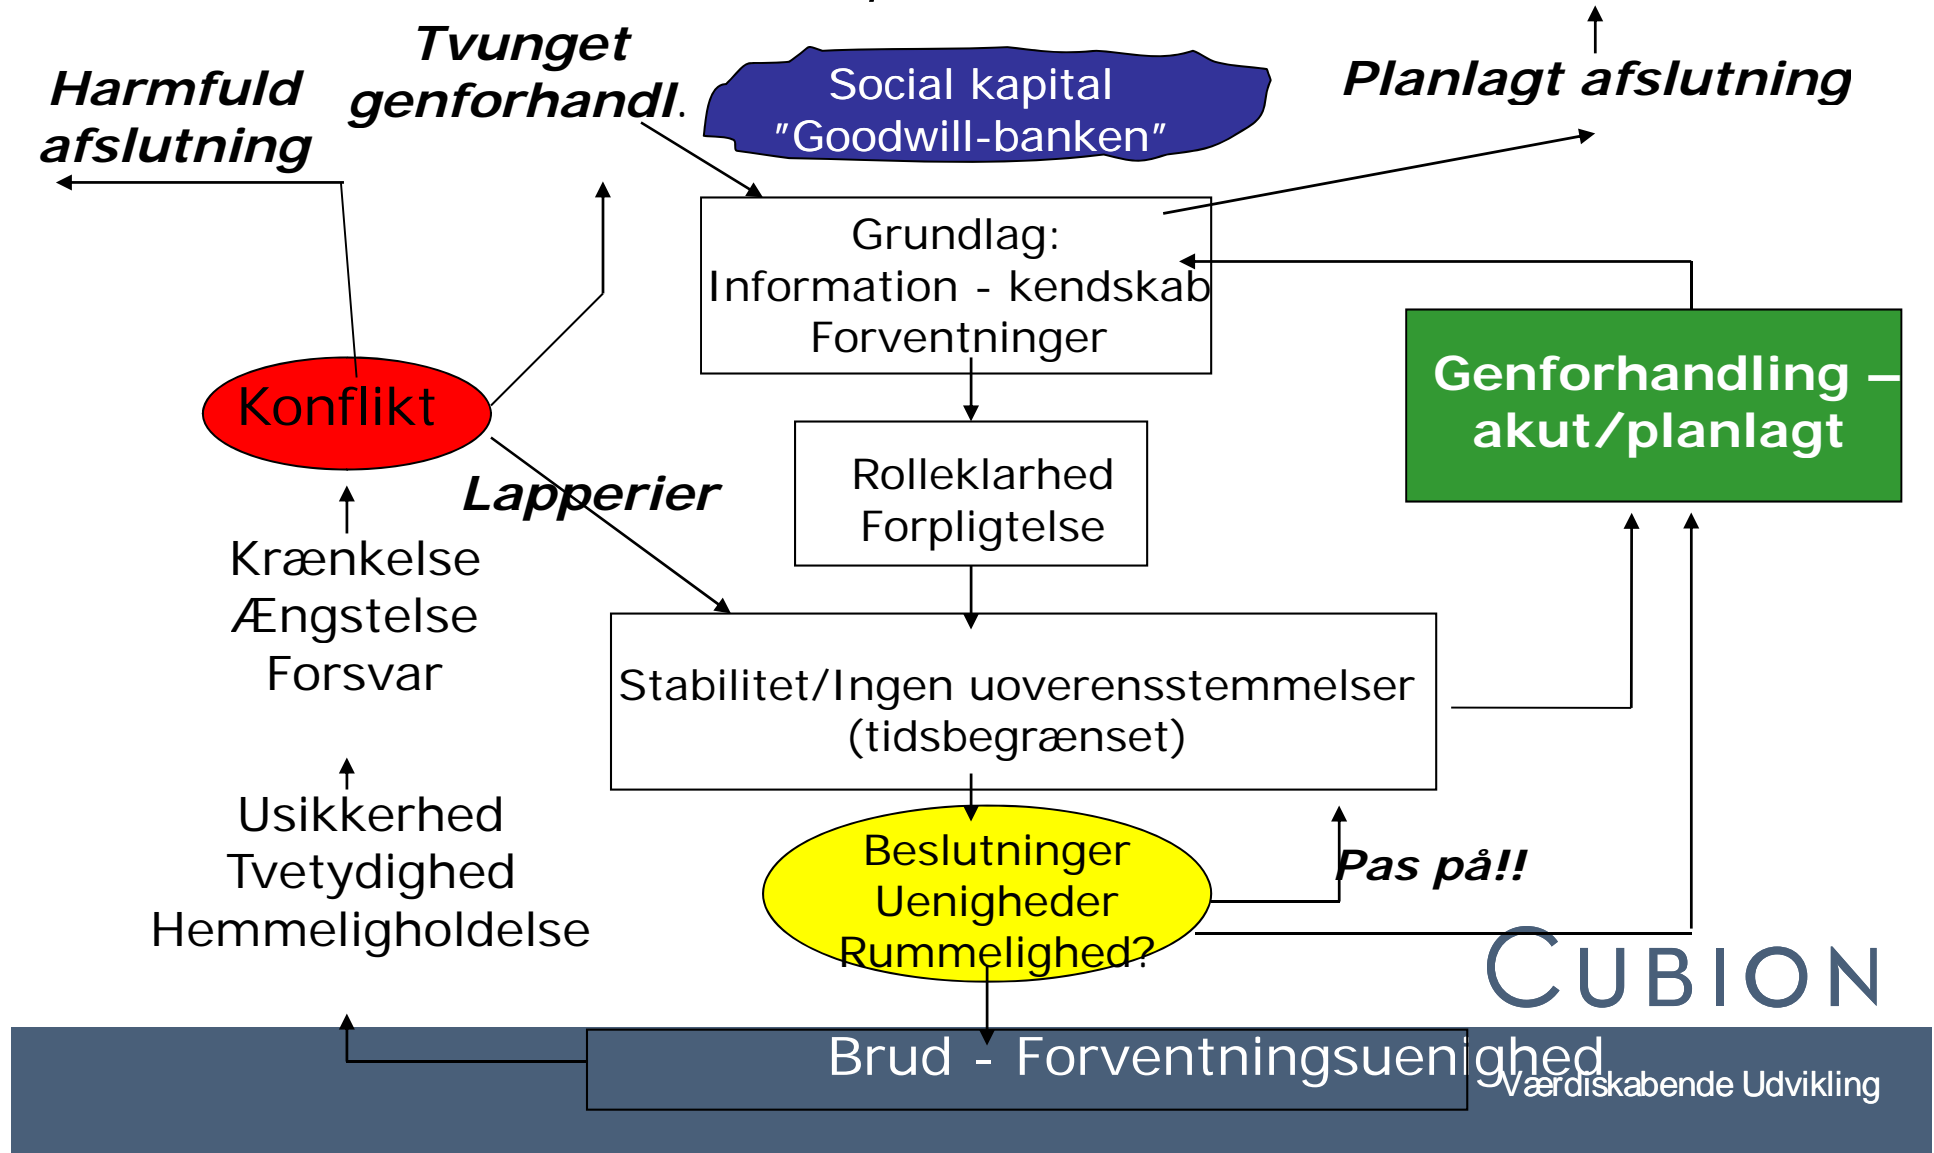 Harmfuld
afslutning
Tvunget
genforhandl.
Social kapital
"Goodwill-banken"
Planlagt afslutning
Grundlag:
Information - kendskab
Forventninger
Genforhandling –
akut/planlagt
Konflikt
Rolleklarhed
Forpligtelse
Lapperier
Krænkelse
Ængstelse
Forsvar
Stabilitet/Ingen uoverensstemmelser
(tidsbegrænset)
Usikkerhed
Tvetydighed
Hemmeligholdelse
Beslutninger
Uenigheder
Rummelighed?
Pas på!!
CUBION
Brud - Forventningsuenighed
Værdiskabende Udvikling